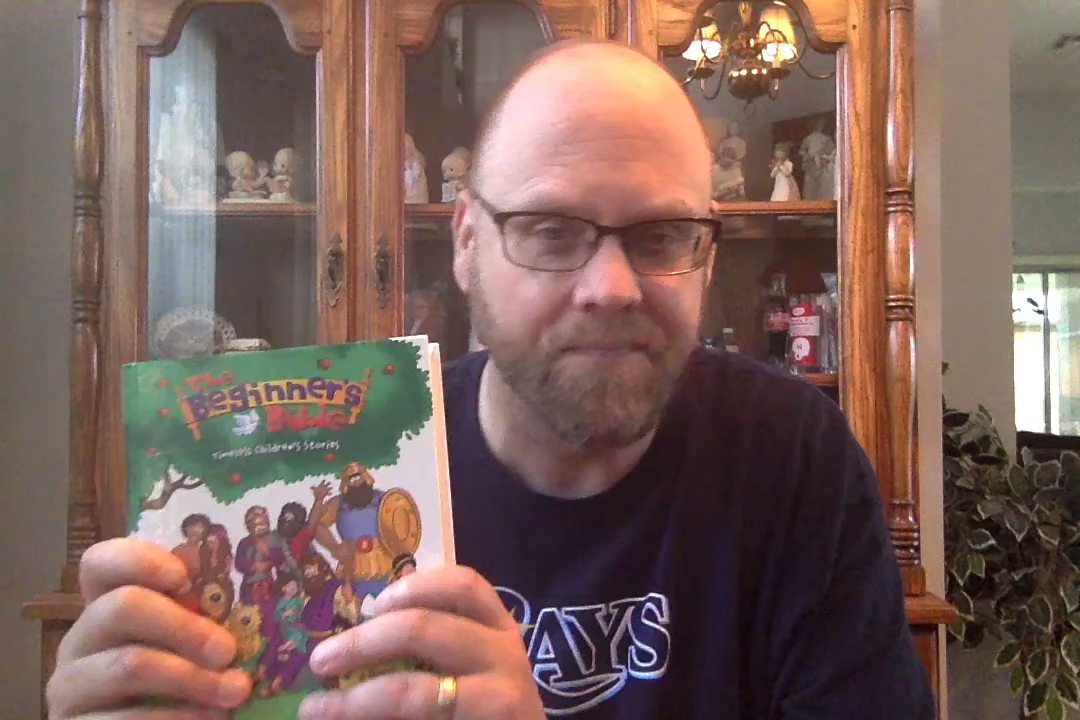 The
Beginner's
Bible
Timeless Children's Stories
RAYS